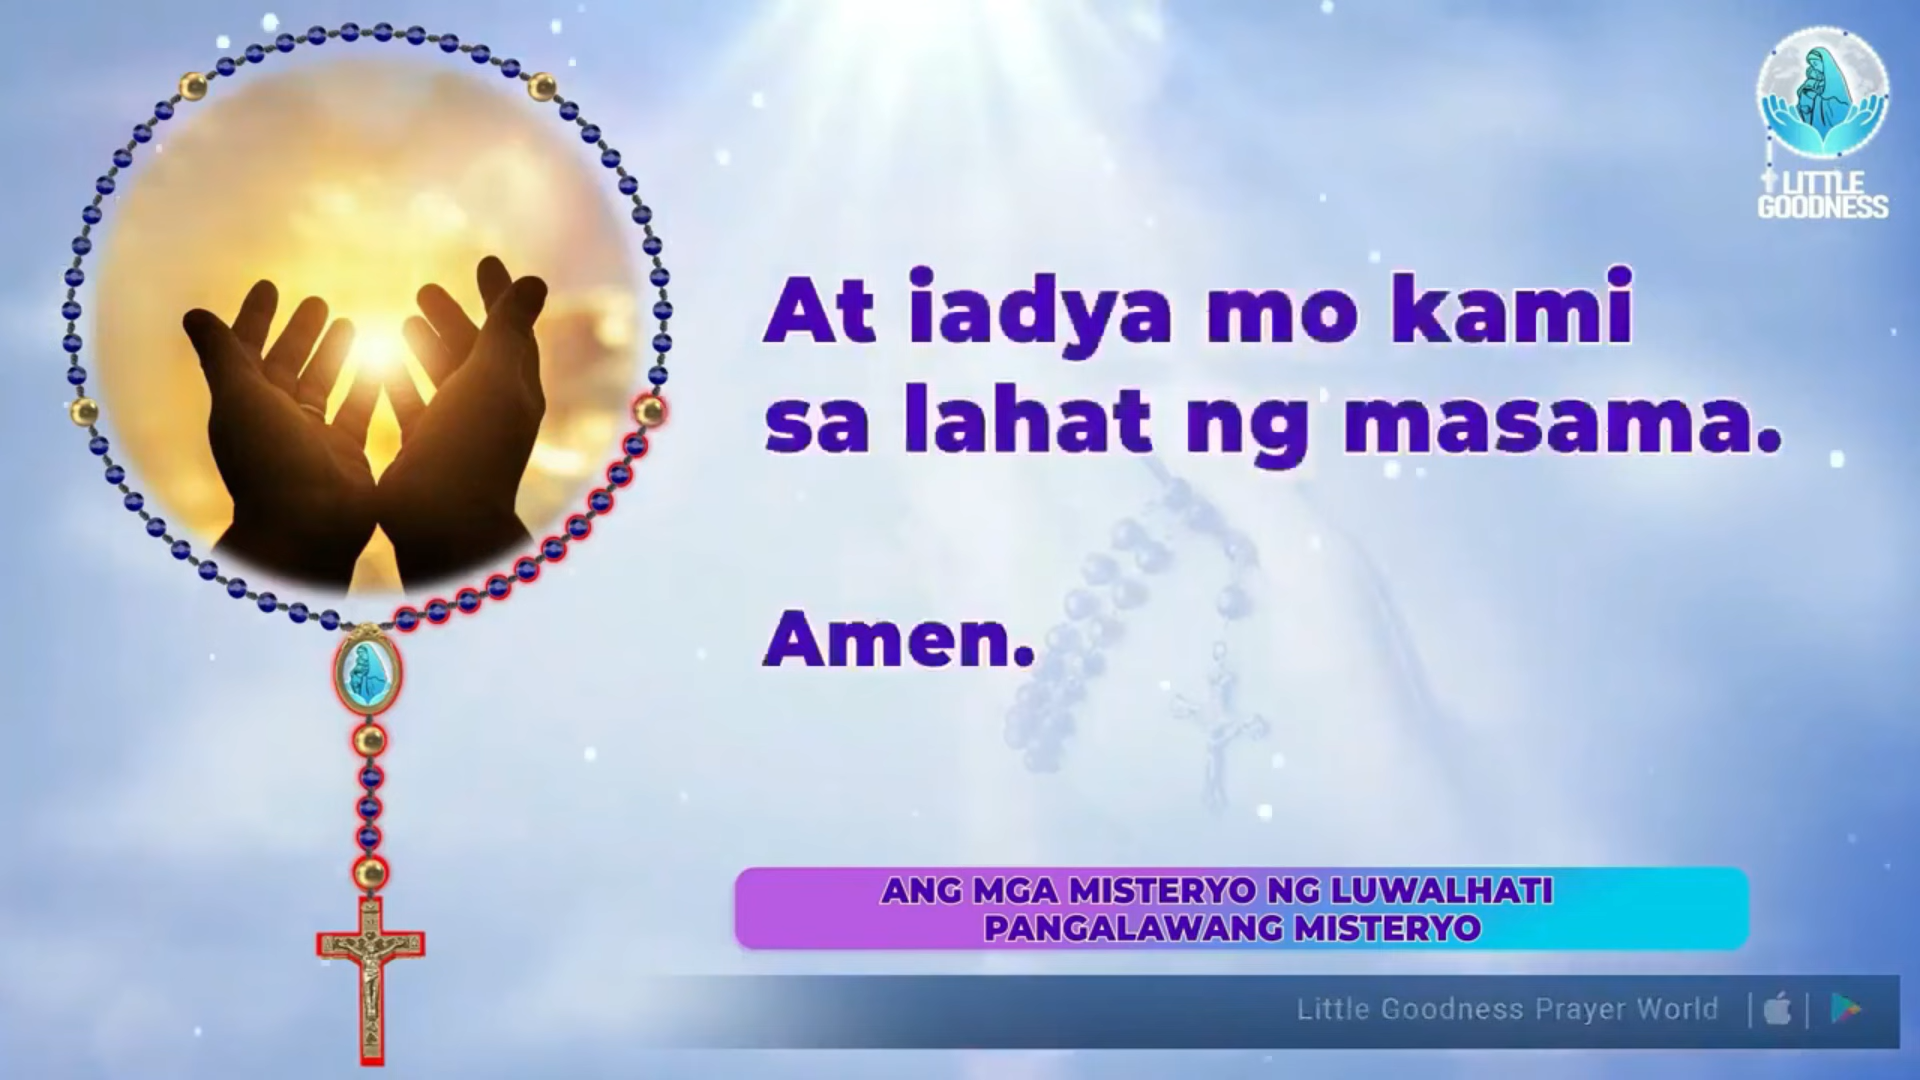 LITTLE
GOODNESS
At iadya mo kami
sa lahat ng masama.
Amen.
ANG MGA MISTERYO NG LUWALHATI
PANGALAWANG MISTERYO
Little Goodness Prayer World